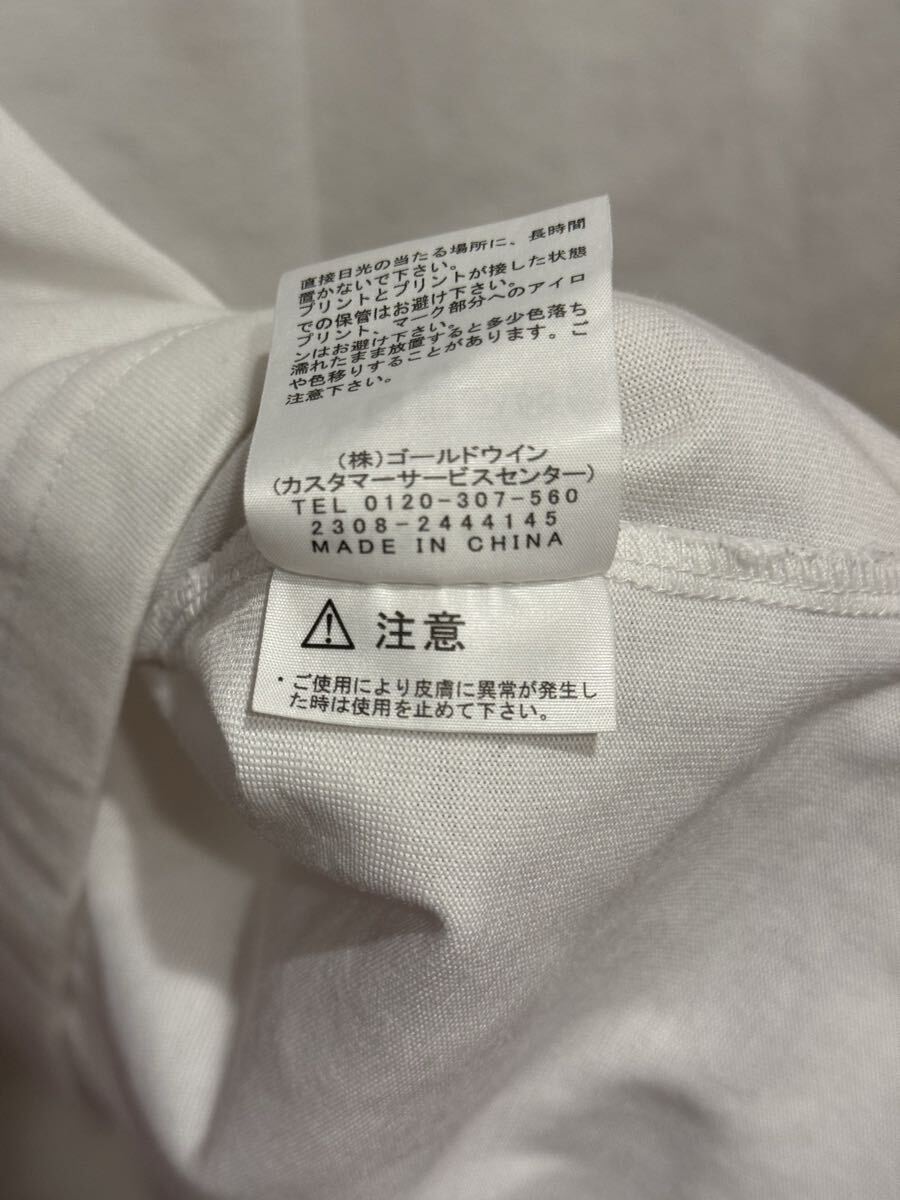 直接日光の当たる場所に、長時間
置かないで下さい。
プリントとプリントが接した状態
での保管はお避け下さい。
プリント、マーク部分へのアイロ
ンはお避け下さい。
濡れたまま放置すると多少色落ち
や色移りすることがあります。ご
注意下さい。
(株)ゴールドウイン
(カスタマーサービスセンター)
TEL 0120-307-560
2308-2444145
MADE IN CHINA
注意
・ご使用により皮膚に異常が発生し
た時は使用を止めて下さい。